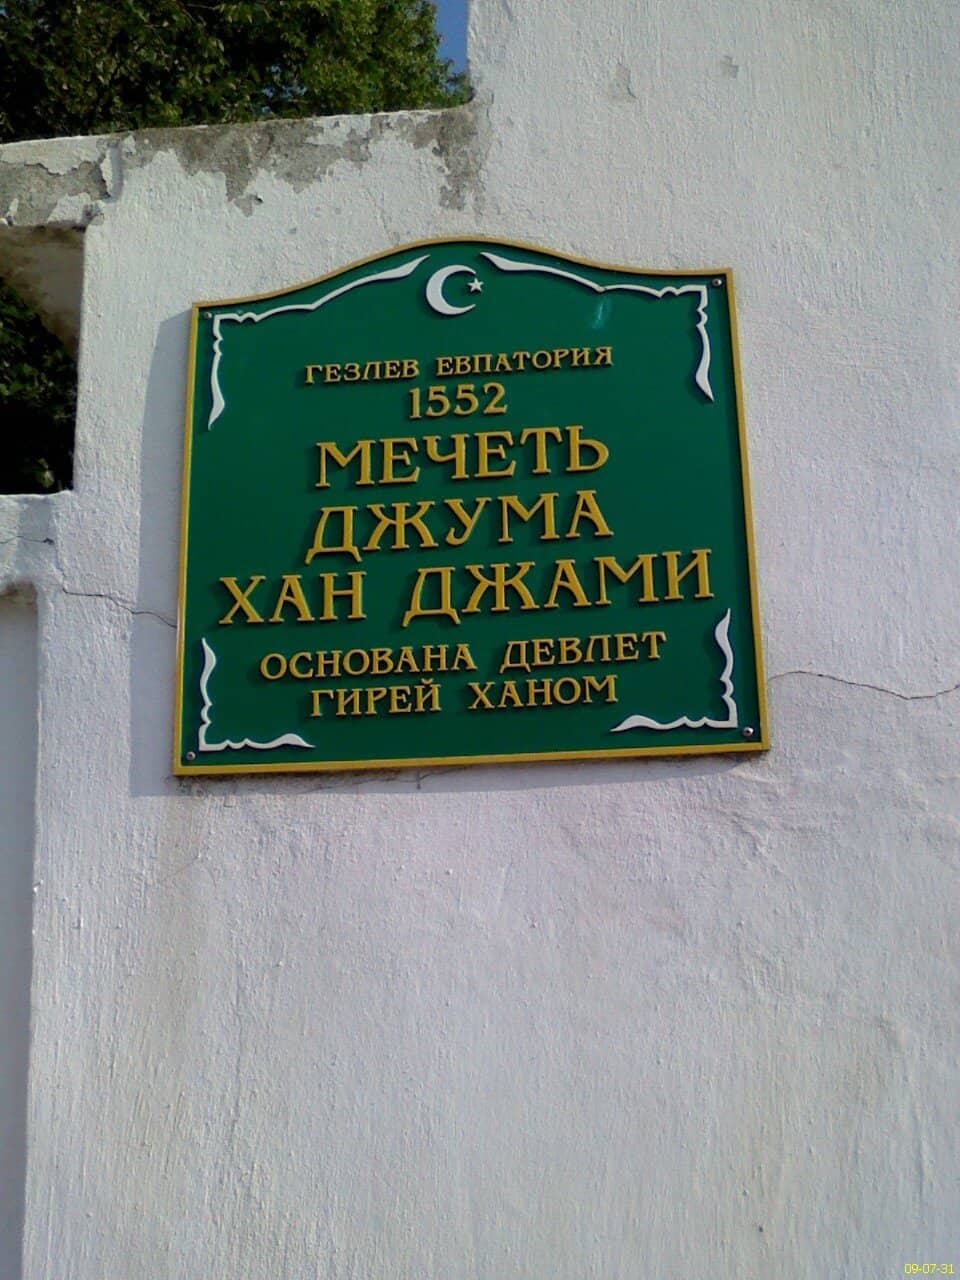 ГЕЗЛЕВ ЕВПАТОРИЯ
1552
МЕЧЕТЬ
ДЖУМА
ХАН ДЖАМИ
ОСНОВАНА ДЕВЛЕТ
ГИРЕЙ ХАНОМ
09-07-31